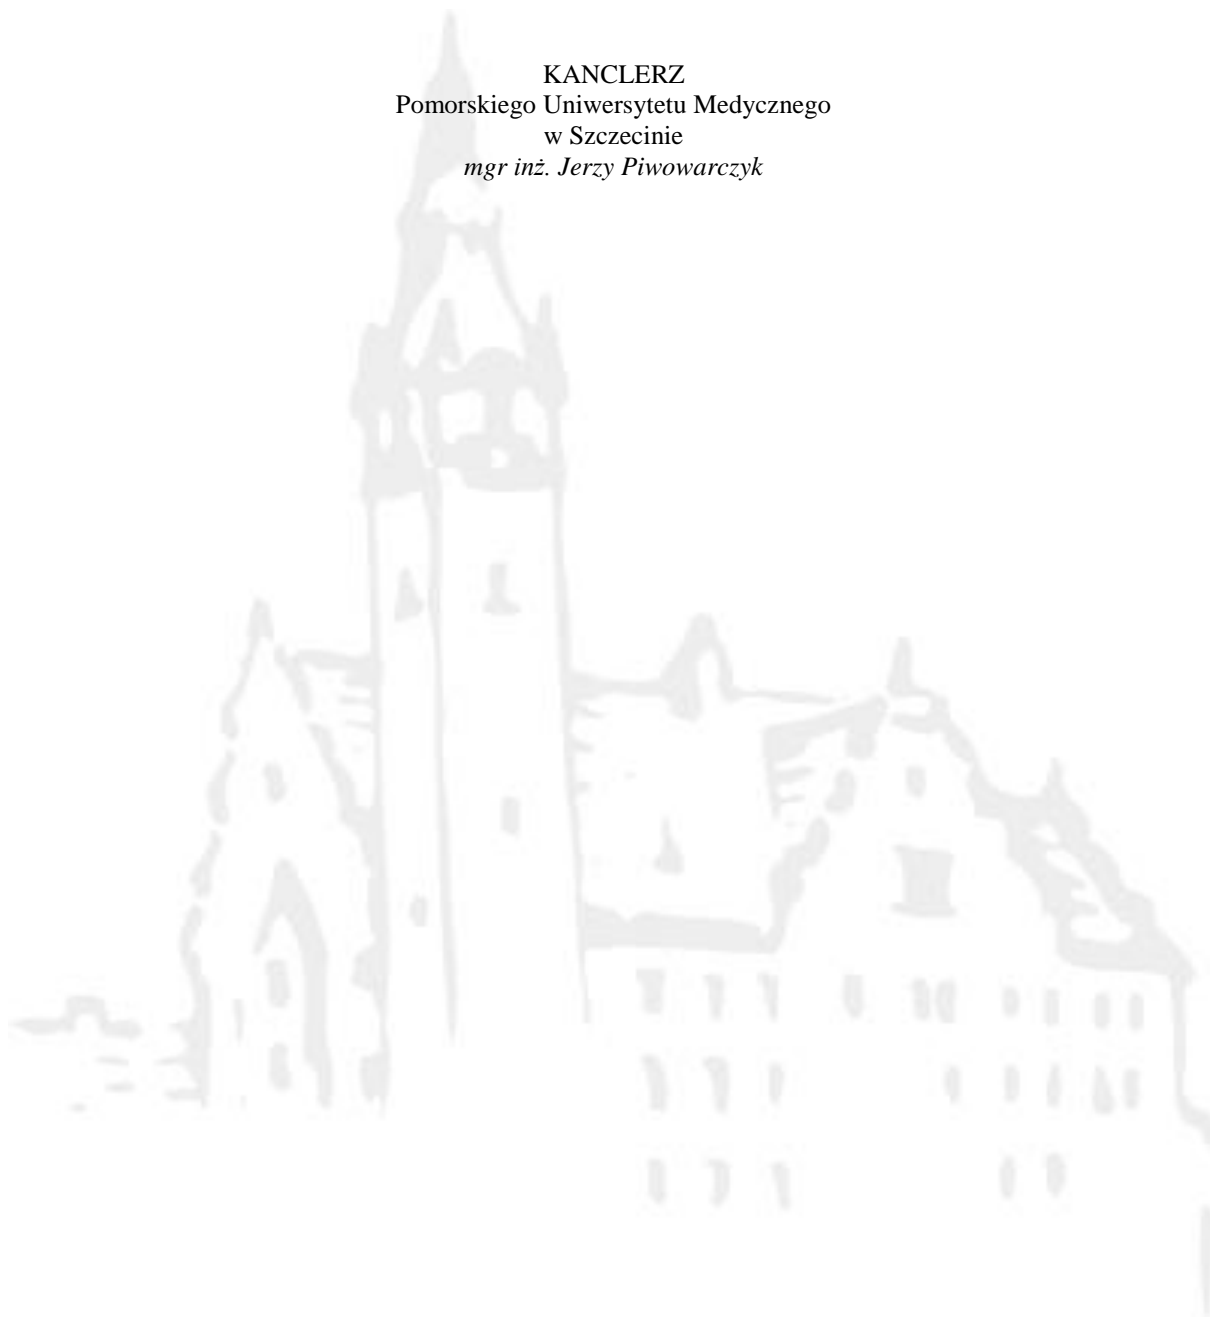 KANCLERZ
Pomorskiego Uniwersytetu Medycznego
w Szczecinie
mgr inż. Jerzy Piwowarczyk